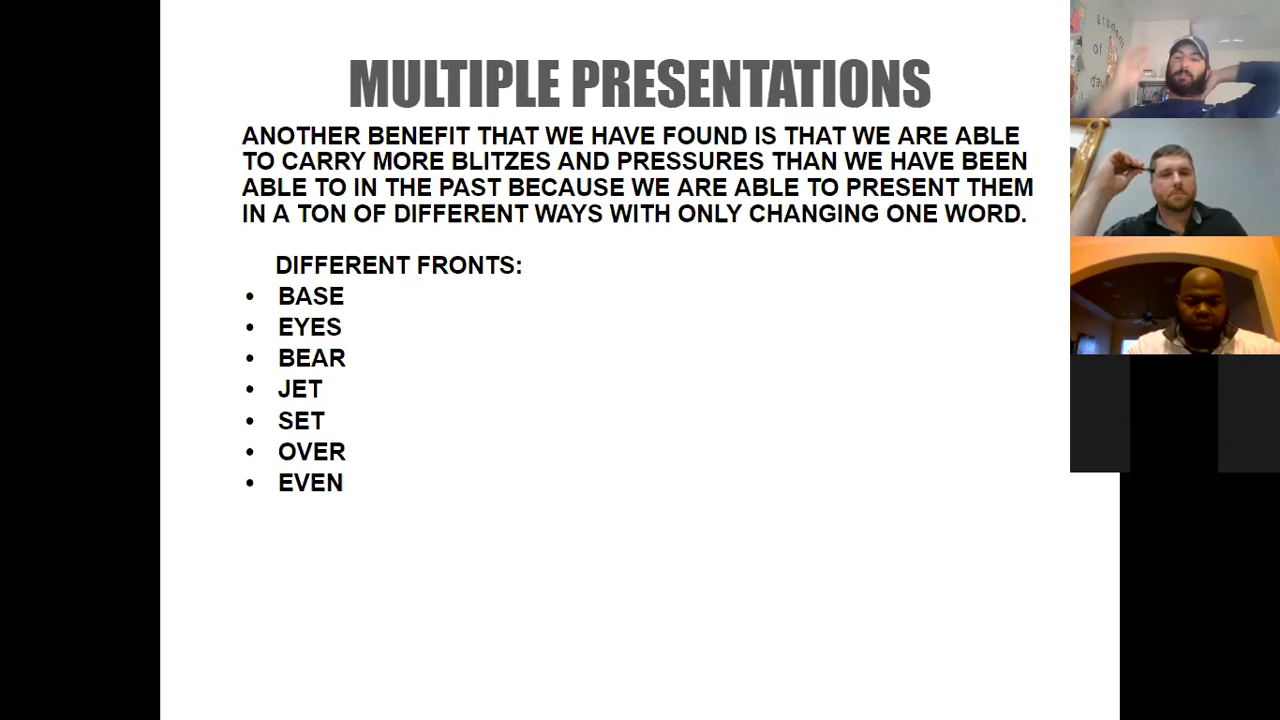 MULTIPLE PRESENTATIONS
ANOTHER BENEFIT THAT WE HAVE FOUND IS THAT WE ARE ABLE
TO CARRY MORE BLITZES AND PRESSURES THAN WE HAVE BEEN
ABLE TO IN THE PAST BECAUSE WE ARE ABLE TO PRESENT THEM
IN A TON OF DIFFERENT WAYS WITH ONLY CHANGING ONE WORD.
DIFFERENT FRONTS:
• BASE
• EYES
• BEAR
• JET
• SET
• OVER
• EVEN